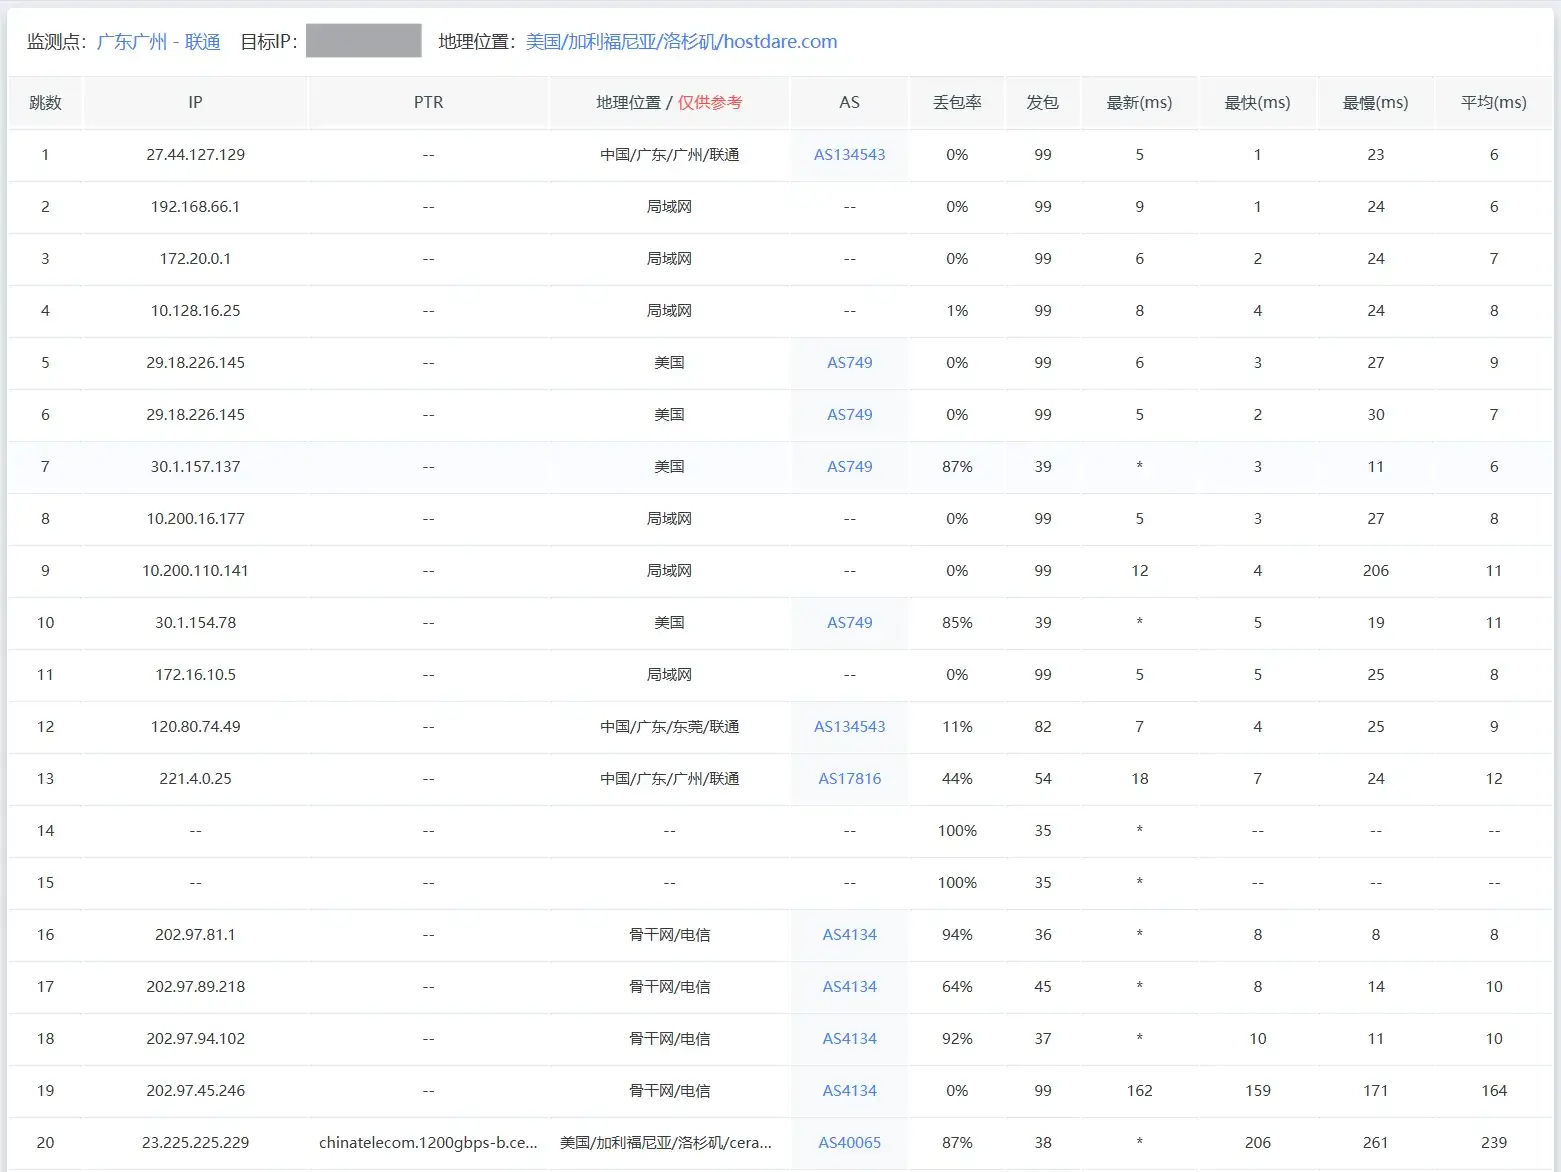 监测点：广东广州 - 联通 目标IP： 地理位置：美国/加利福尼亚/洛杉矶/hostdare.com
跳数 IP PTR 地理位置 / 仅供参考 AS 丢包率 发包 最新(ms) 最快(ms) 最慢(ms) 平均(ms)
1 27.44.127.129 -- 中国/广东/广州/联通 AS134543 0% 99 5 1 23 6
2 192.168.66.1 -- 局域网 -- 0% 99 9 1 24 6
3 172.20.0.1 -- 局域网 -- 0% 99 6 2 24 7
4 10.128.16.25 -- 局域网 -- 1% 99 8 4 24 8
5 29.18.226.145 -- 美国 AS749 0% 99 6 3 27 9
6 29.18.226.145 -- 美国 AS749 0% 99 5 2 30 7
7 30.1.157.137 -- 美国 AS749 87% 39 * 3 11 6
8 10.200.16.177 -- 局域网 -- 0% 99 5 3 27 8
9 10.200.110.141 -- 局域网 -- 0% 99 12 4 206 11
10 30.1.154.78 -- 美国 AS749 85% 39 * 5 19 11
11 172.16.10.5 -- 局域网 -- 0% 99 5 5 25 8
12 120.80.74.49 -- 中国/广东/东莞/联通 AS134543 11% 82 7 4 25 9
13 221.4.0.25 -- 中国/广东/广州/联通 AS17816 44% 54 18 7 24 12
14 -- -- -- -- 100% 35 * -- -- --
15 -- -- -- -- 100% 35 * -- -- --
16 202.97.81.1 -- 骨干网/电信 AS4134 94% 36 * 8 8 8
17 202.97.89.218 -- 骨干网/电信 AS4134 64% 45 * 8 14 10
18 202.97.94.102 -- 骨干网/电信 AS4134 92% 37 * 10 11 10
19 202.97.45.246 -- 骨干网/电信 AS4134 0% 99 162 159 171 164
20 23.225.225.229 chinatelecom.1200gbps-b.ce... 美国/加利福尼亚/洛杉矶/cera... AS40065 87% 38 * 206 261 239